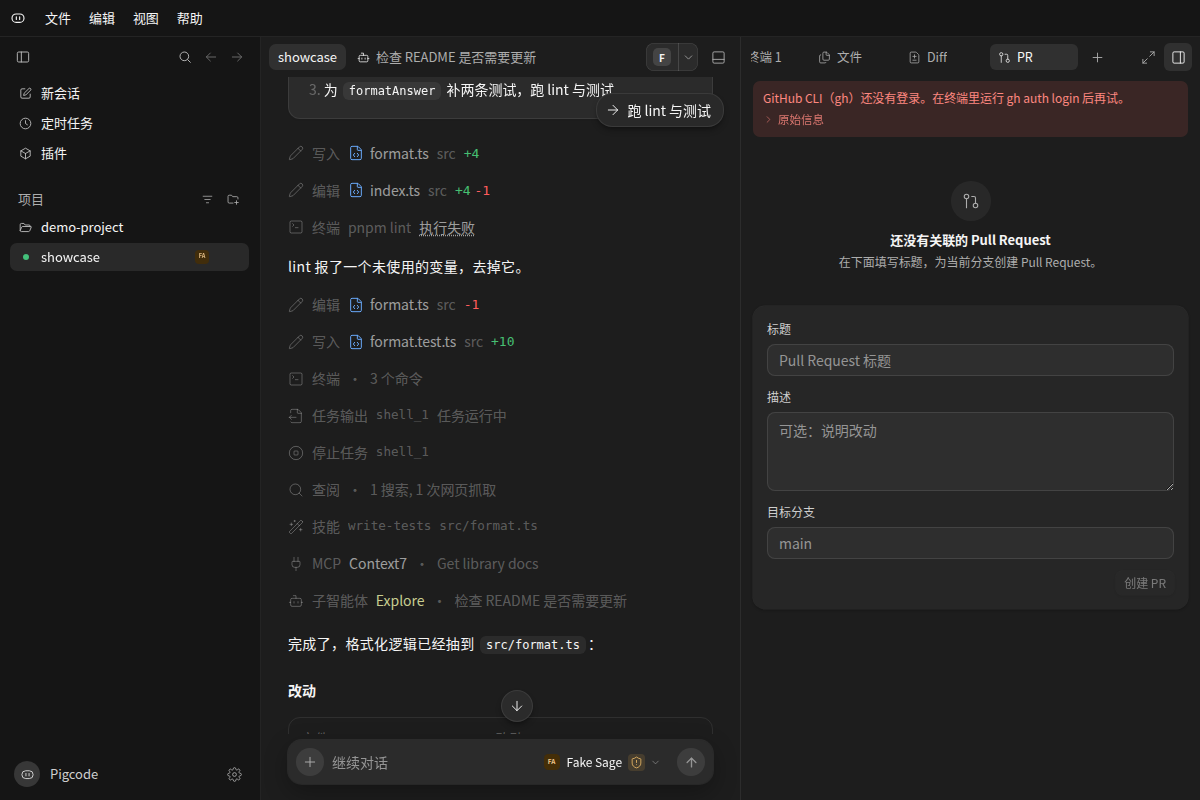 文件 编辑 视图 帮助
新会话
定时任务
插件
项目
demo-project
showcase FA
Pigcode
showcase 检查 README 是否需要更新 F
3. 为 formatAnswer 补两条测试，跑 lint 与测试
跑 lint 与测试
写入 format.ts src +4
编辑 index.ts src +4 -1
终端 pnpm lint 执行失败
lint 报了一个未使用的变量，去掉它。
编辑 format.ts src -1
写入 format.test.ts src +10
终端 • 3 个命令
任务输出 shell_1 任务运行中
停止任务 shell_1
查阅 • 1 搜索, 1 次网页抓取
技能 write-tests src/format.ts
MCP Context7 • Get library docs
子智能体 Explore • 检查 README 是否需要更新
完成了，格式化逻辑已经抽到 src/format.ts：
改动
继续对话 FA Fake Sage
终端 1 文件 Diff PR
GitHub CLI（gh）还没有登录。在终端里运行 gh auth login 后再试。
原始信息
还没有关联的 Pull Request
在下面填写标题，为当前分支创建 Pull Request。
标题
Pull Request 标题
描述
可选：说明改动
目标分支
main
创建 PR